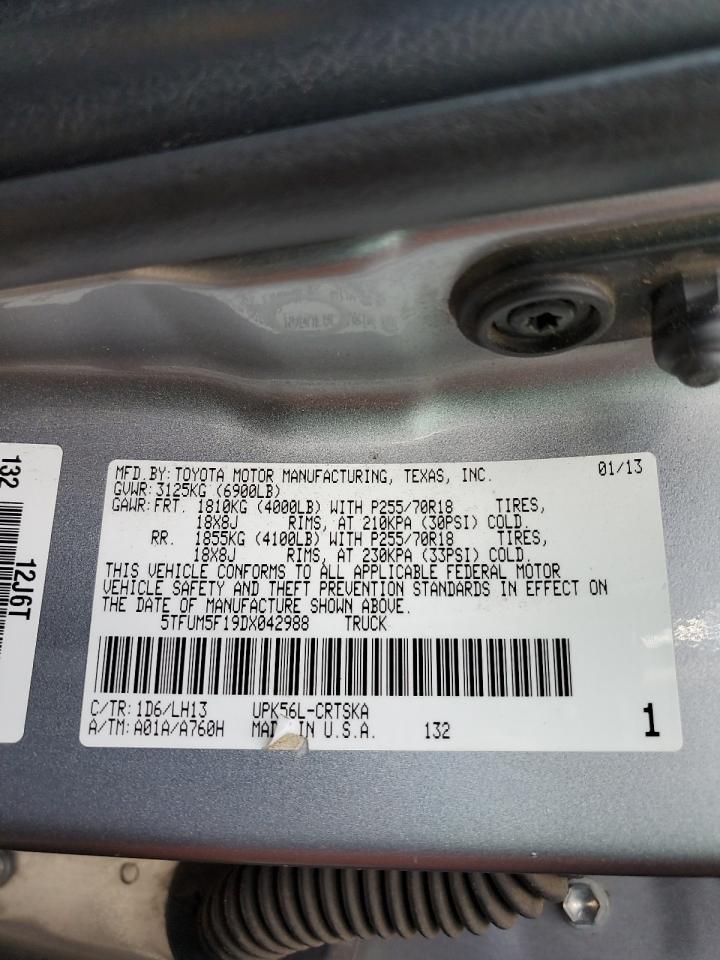 MFD.BY:TOYOTA MOTOR MANUFACTURING, TEXAS, INC. 01/13
GVWR:3125KG (6900LB)
GAWR:FRT. 1810KG (4000LB) WITH P255/70R18 TIRES,
18X8J RIMS, AT 210KPA (30PSI) COLD.
RR. 1855KG (4100LB) WITH P255/70R18 TIRES,
18X8J RIMS, AT 230KPA (33PSI) COLD.
THIS VEHICLE CONFORMS TO ALL APPLICABLE FEDERAL MOTOR
VEHICLE SAFETY AND THEFT PREVENTION STANDARDS IN EFFECT ON
THE DATE OF MANUFACTURE SHOWN ABOVE.
5TFUM5F19DX042988 TRUCK
C/TR:1D6/LH13 UPK56L-CRTSKA
A/TM:A01A/A760H MADE IN U.S.A. 132
1
132
12J6T